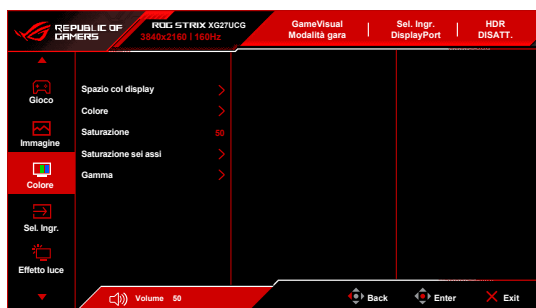 REPUBLIC OF
GAMERS
ROG STRIX XG27UCG
3840x2160 | 160Hz
GameVisual
Modalità gara
Sel. Ingr.
DisplayPort
HDR
DISATT.
Gioco
Immagine
Colore
Sel. Ingr.
Effetto luce
Spazio col display
Colore
Saturazione 50
Saturazione sei assi
Gamma
Volume 50
Back
Enter
Exit